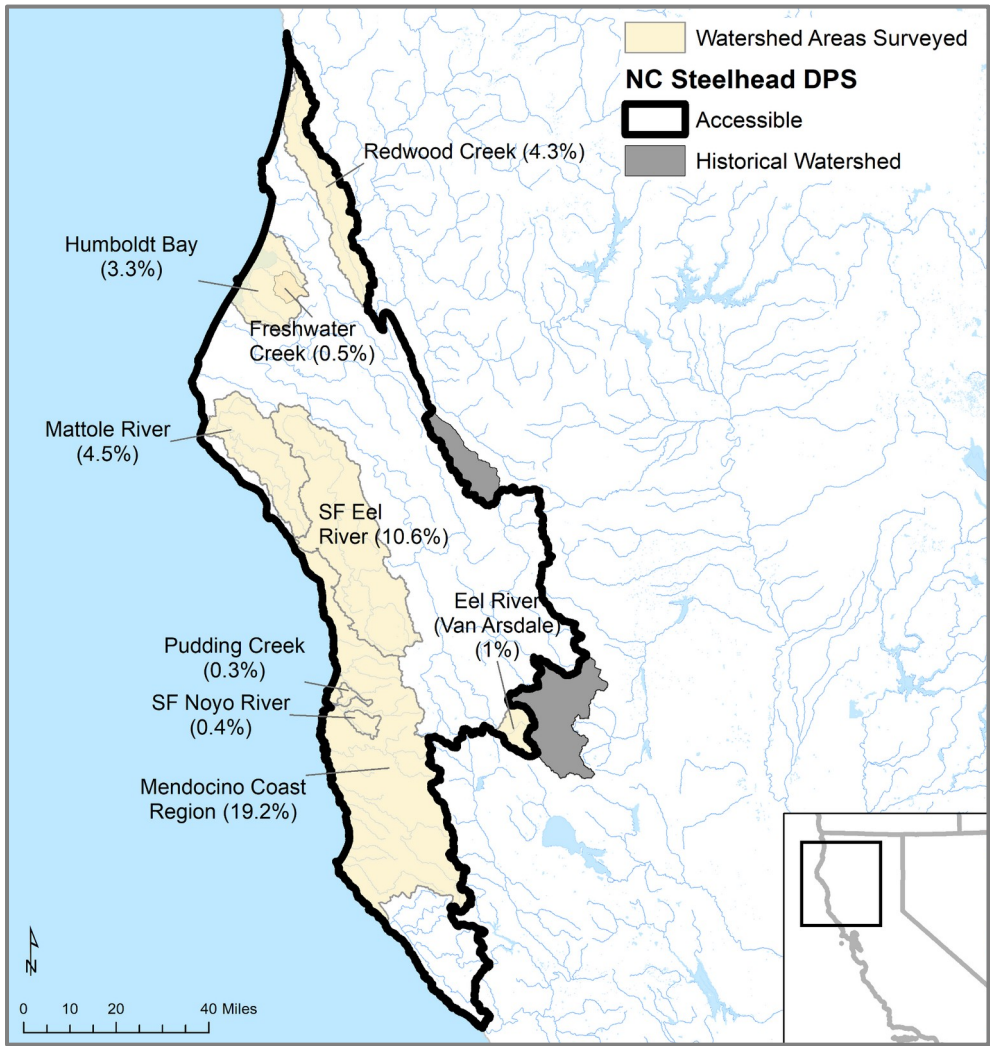 Watershed Areas Surveyed
NC Steelhead DPS
Accessible
Historical Watershed
Redwood Creek (4.3%)
Humboldt Bay
(3.3%)
Freshwater
Creek (0.5%)
Mattole River
(4.5%)
SF Eel
River (10.6%)
Eel River
(Van Arsdale)
(1%)
Pudding Creek
(0.3%)
SF Noyo River
(0.4%)
Mendocino Coast
Region (19.2%)
N
0 10 20 40 Miles